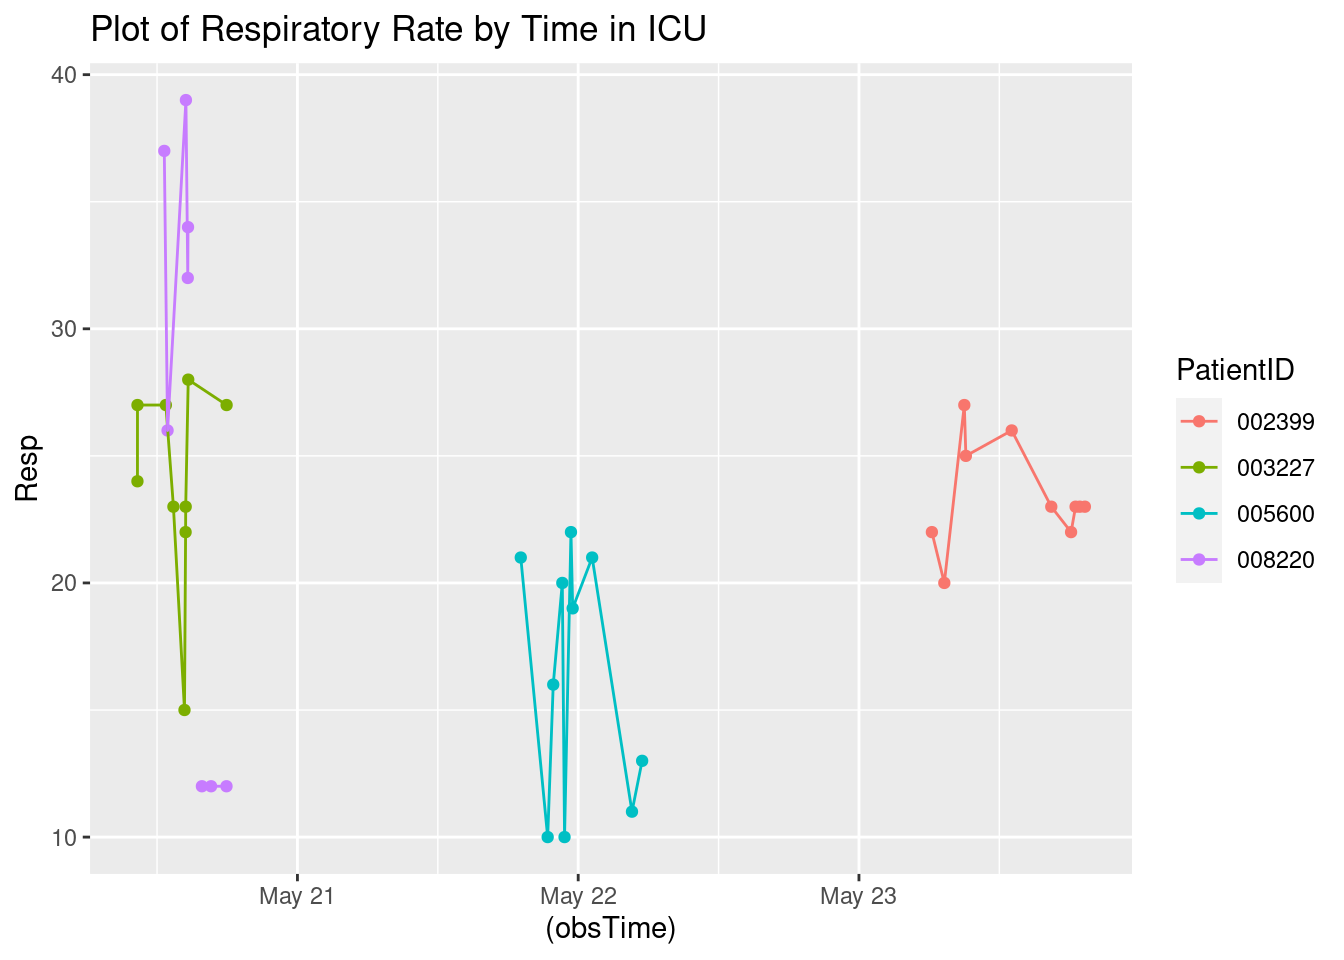 Plot of Respiratory Rate by Time in ICU
40
30
20
10
Resp
May 21
May 22
May 23
(obsTime)
PatientID
002399
003227
005600
008220